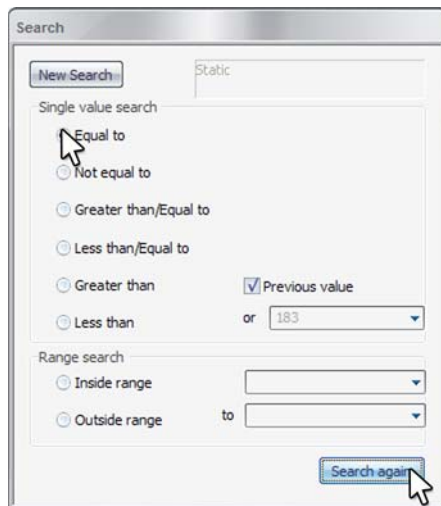 Search
New Search
Static
Single value search
Equal to
Not equal to
Greater than/Equal to
Less than/Equal to
Greater than
Previous value
Less than
or
183
Range search
Inside range
Outside range
to
Search again